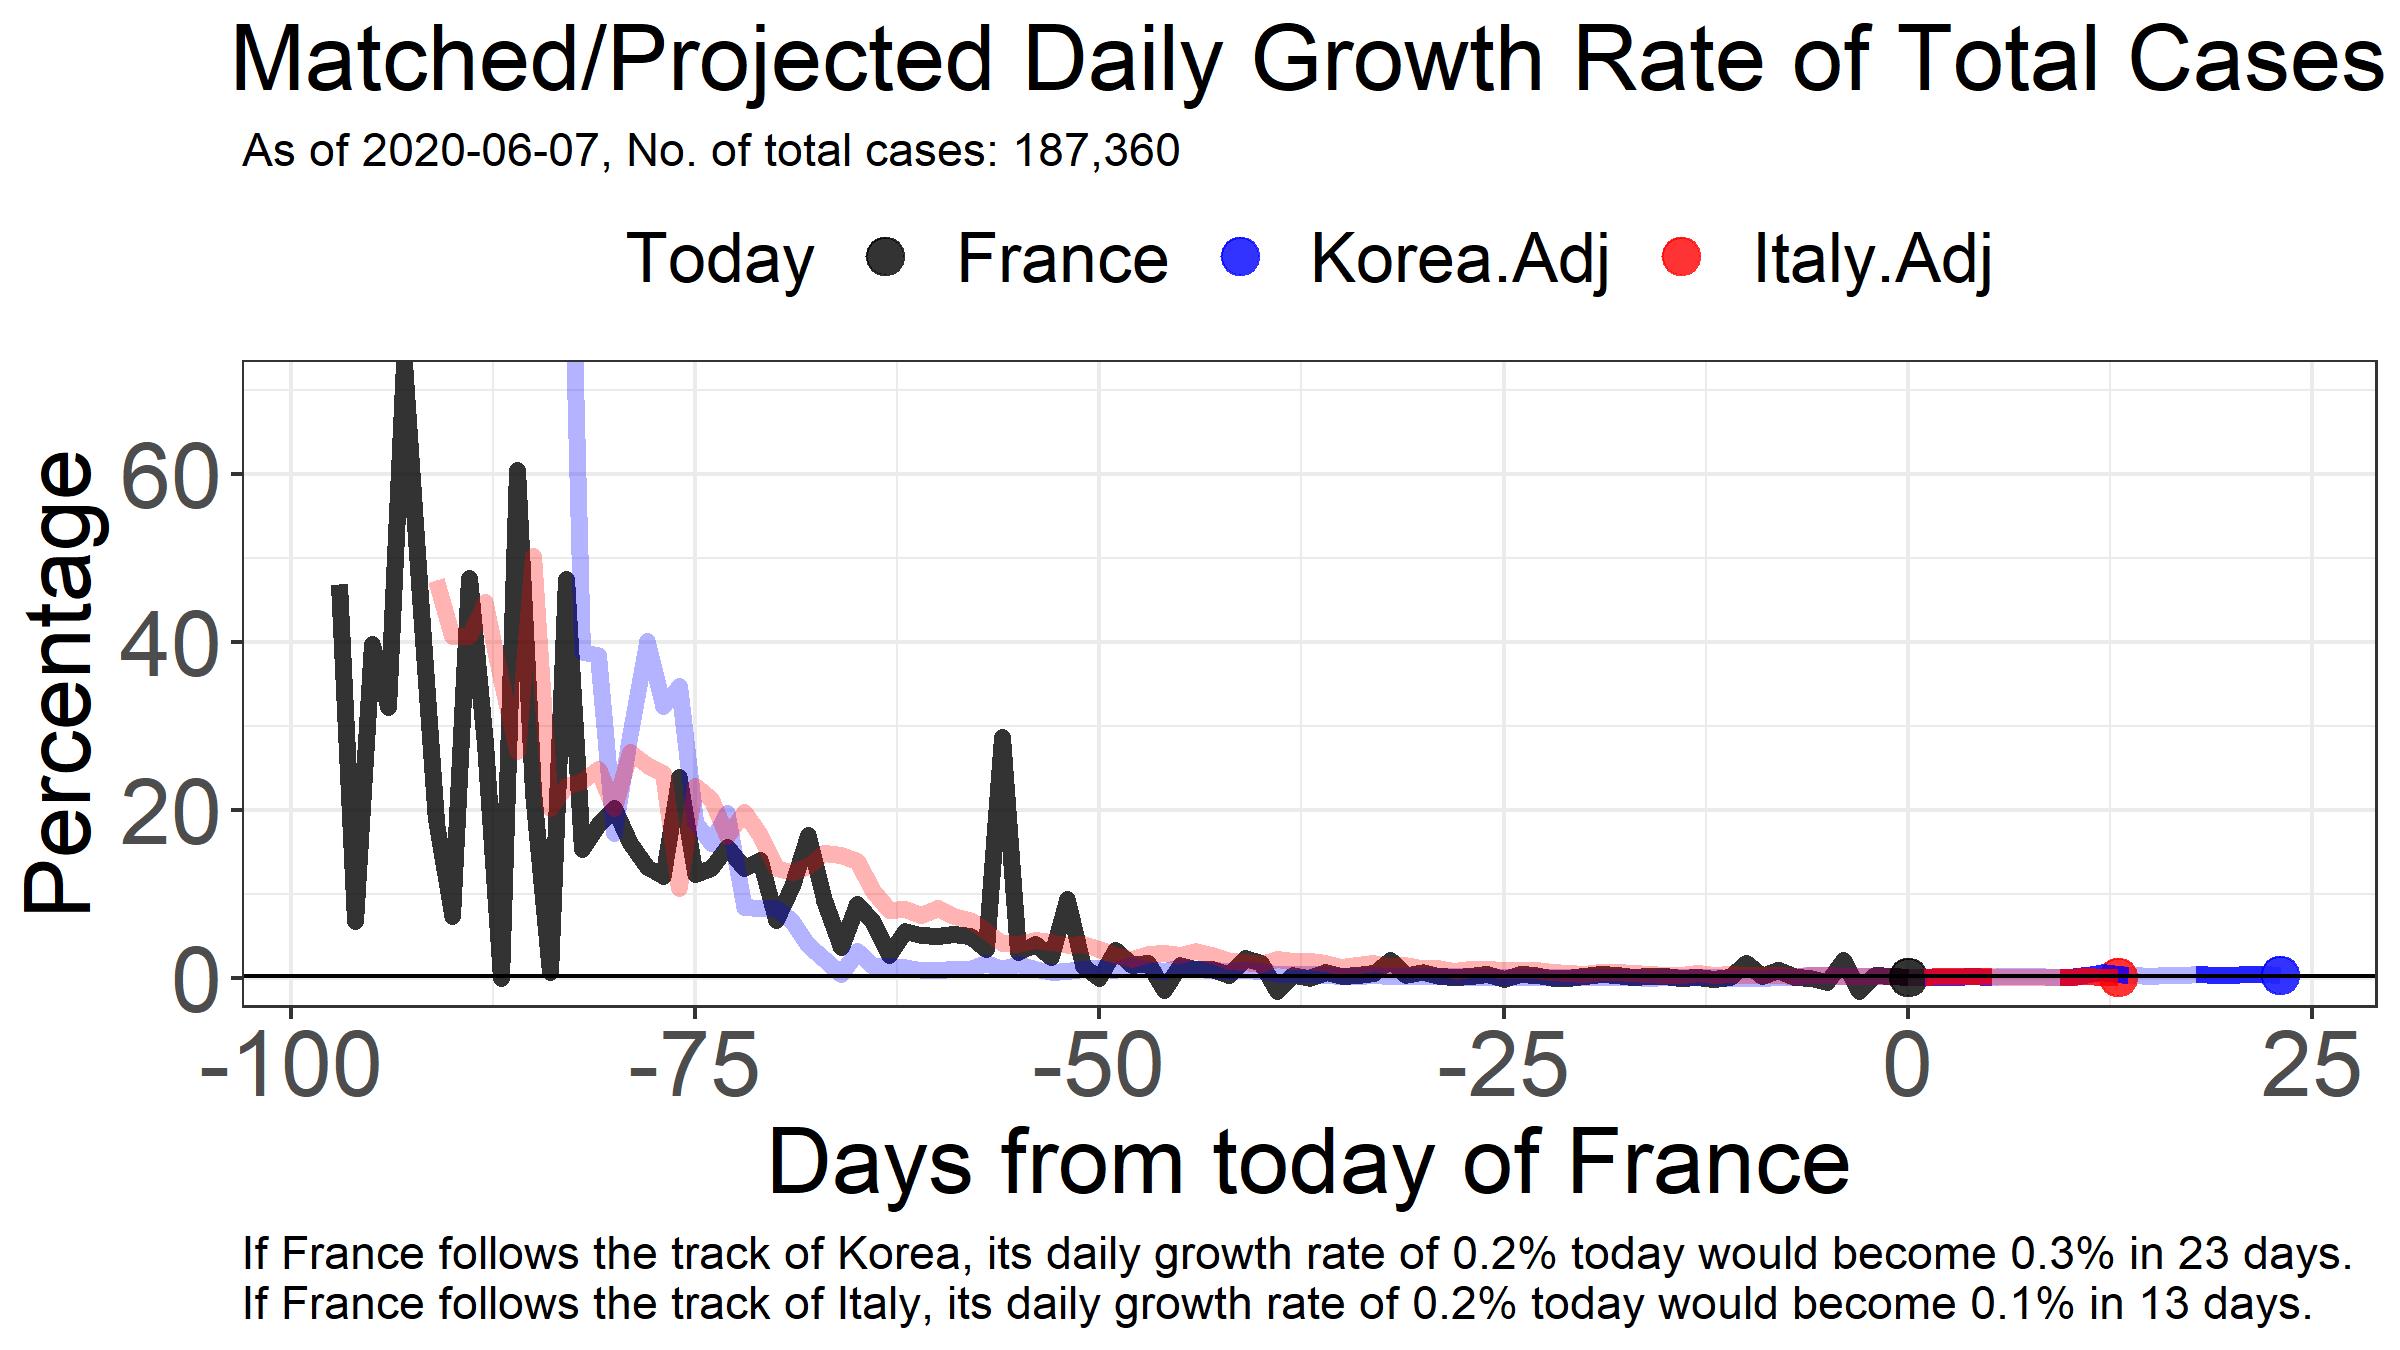 Matched/Projected Daily Growth Rate of Total Cases
As of 2020-06-07, No. of total cases: 187,360
Today France Korea.Adj Italy.Adj
Percentage
60
40
20
0
-100 -75 -50 -25 0 25
Days from today of France
If France follows the track of Korea, its daily growth rate of 0.2% today would become 0.3% in 23 days.
If France follows the track of Italy, its daily growth rate of 0.2% today would become 0.1% in 13 days.